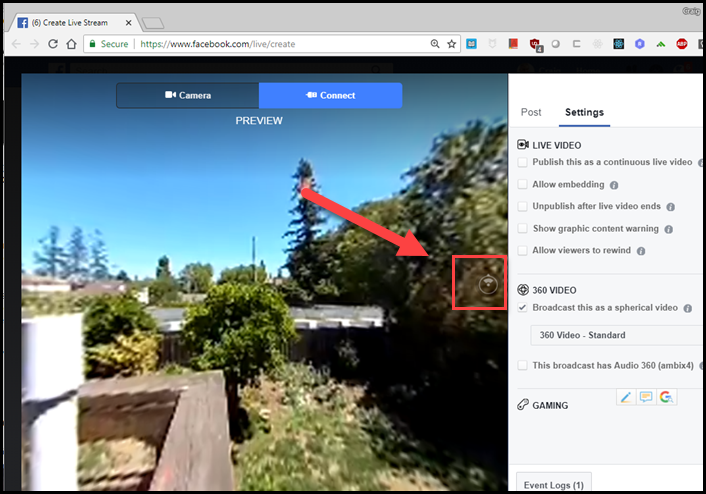 Craig
(6) Create Live Stream
Secure
https://www.facebook.com/live/create
4
ABP
Camera
Connect
PREVIEW
Post
Settings
LIVE VIDEO
Publish this as a continuous live video
Allow embedding
Unpublish after live video ends
Show graphic content warning
Allow viewers to rewind
360 VIDEO
Broadcast this as a spherical video
360 Video - Standard
This broadcast has Audio 360 (ambix4)
GAMING
Event Logs (1)